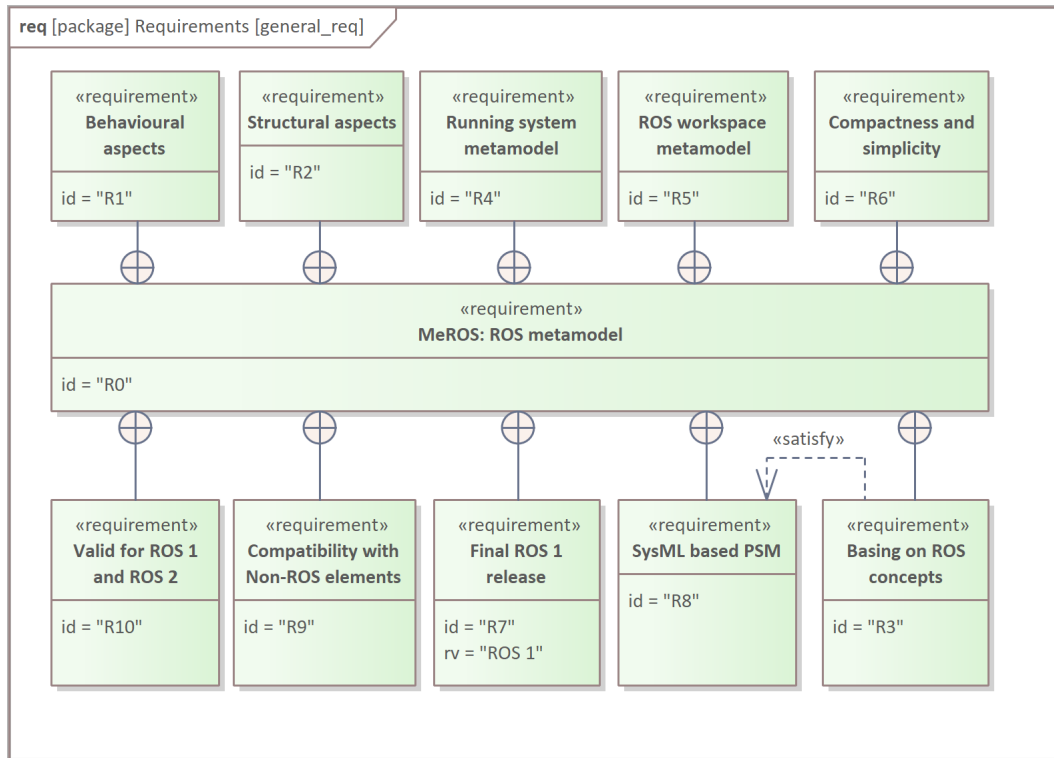 req [package] Requirements [general_req]
«requirement»
Behavioural
aspects
id = "R1"
«requirement»
Structural aspects
id = "R2"
«requirement»
Running system
metamodel
id = "R4"
«requirement»
ROS workspace
metamodel
id = "R5"
«requirement»
Compactness and
simplicity
id = "R6"
«requirement»
MeROS: ROS metamodel
id = "R0"
«satisfy»
«requirement»
Valid for ROS 1
and ROS 2
id = "R10"
«requirement»
Compatibility with
Non-ROS elements
id = "R9"
«requirement»
Final ROS 1
release
id = "R7"
rv = "ROS 1"
«requirement»
SysML based PSM
id = "R8"
«requirement»
Basing on ROS
concepts
id = "R3"